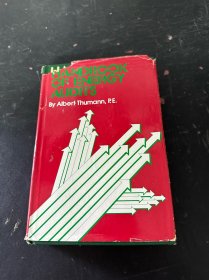 HANDBOOK
OF ENERGY
AUDITS
By Albert Thumann, P.E.